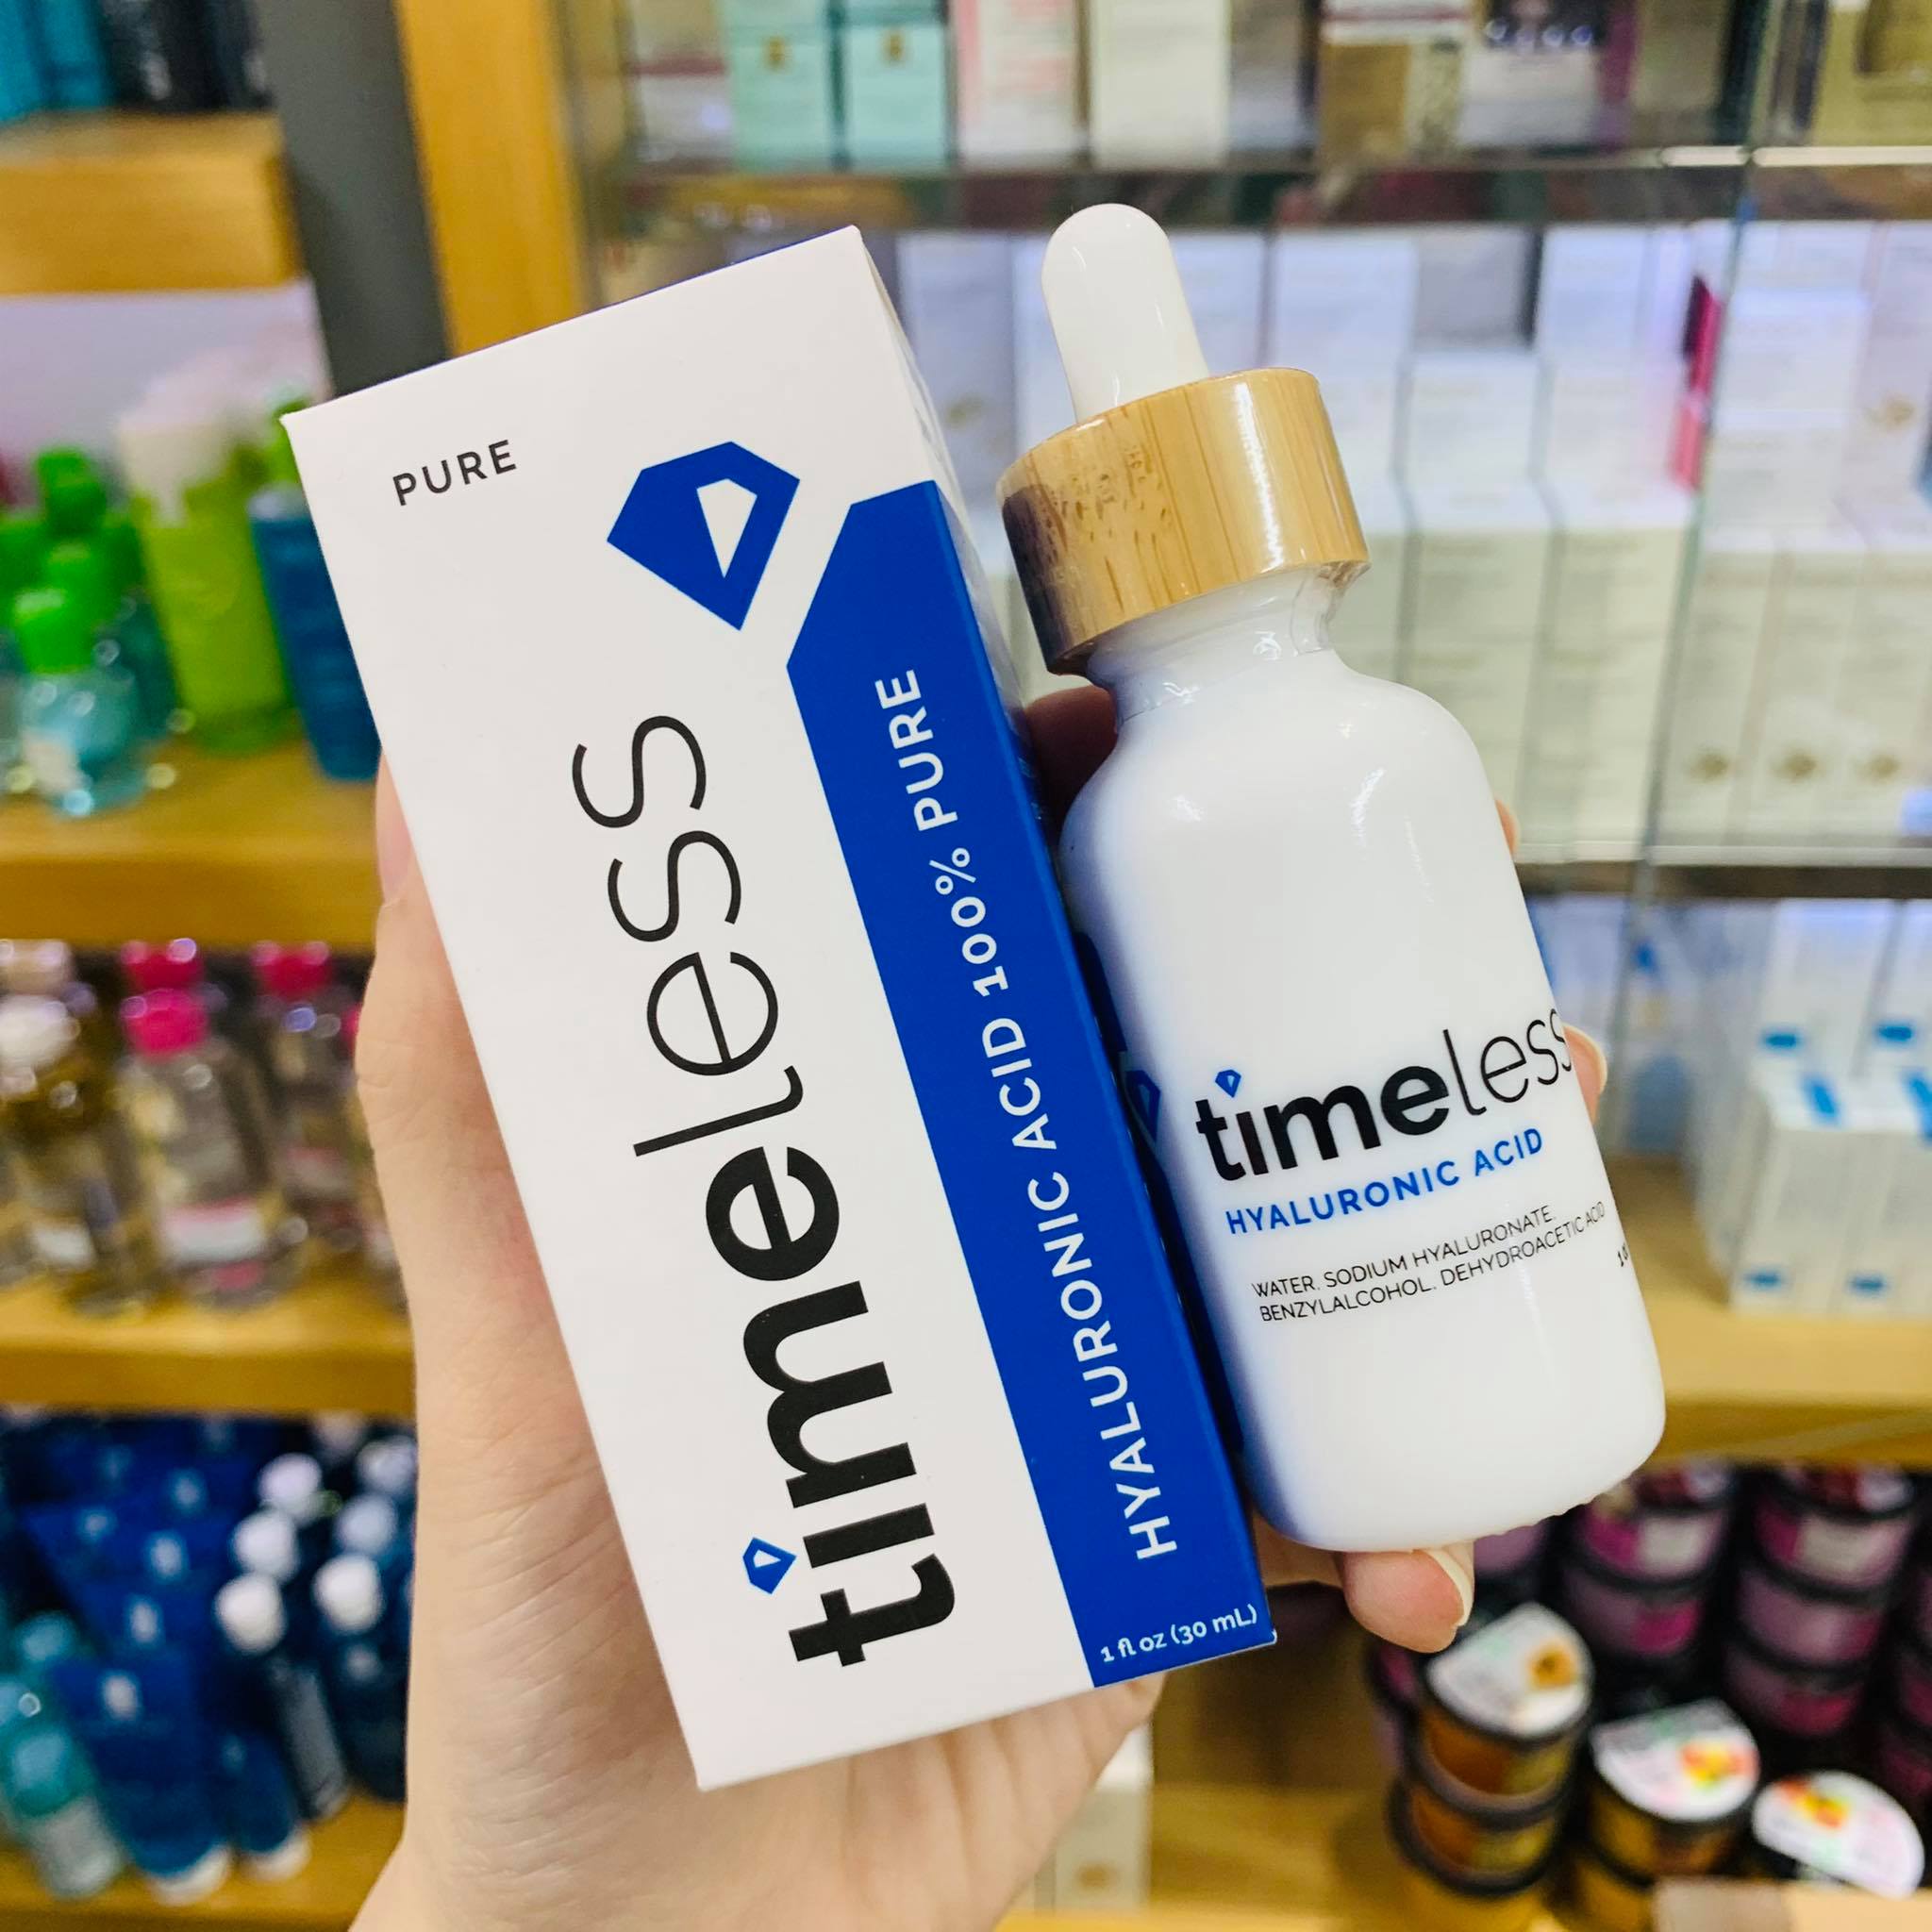 PURE
timeless
HYALURONIC ACID 100% PURE
1 fl oz (30 mL)
timeless
HYALURONIC ACID
WATER, SODIUM HYALURONATE,
BENZYLALCOHOL, DEHYDROACETIC ACID